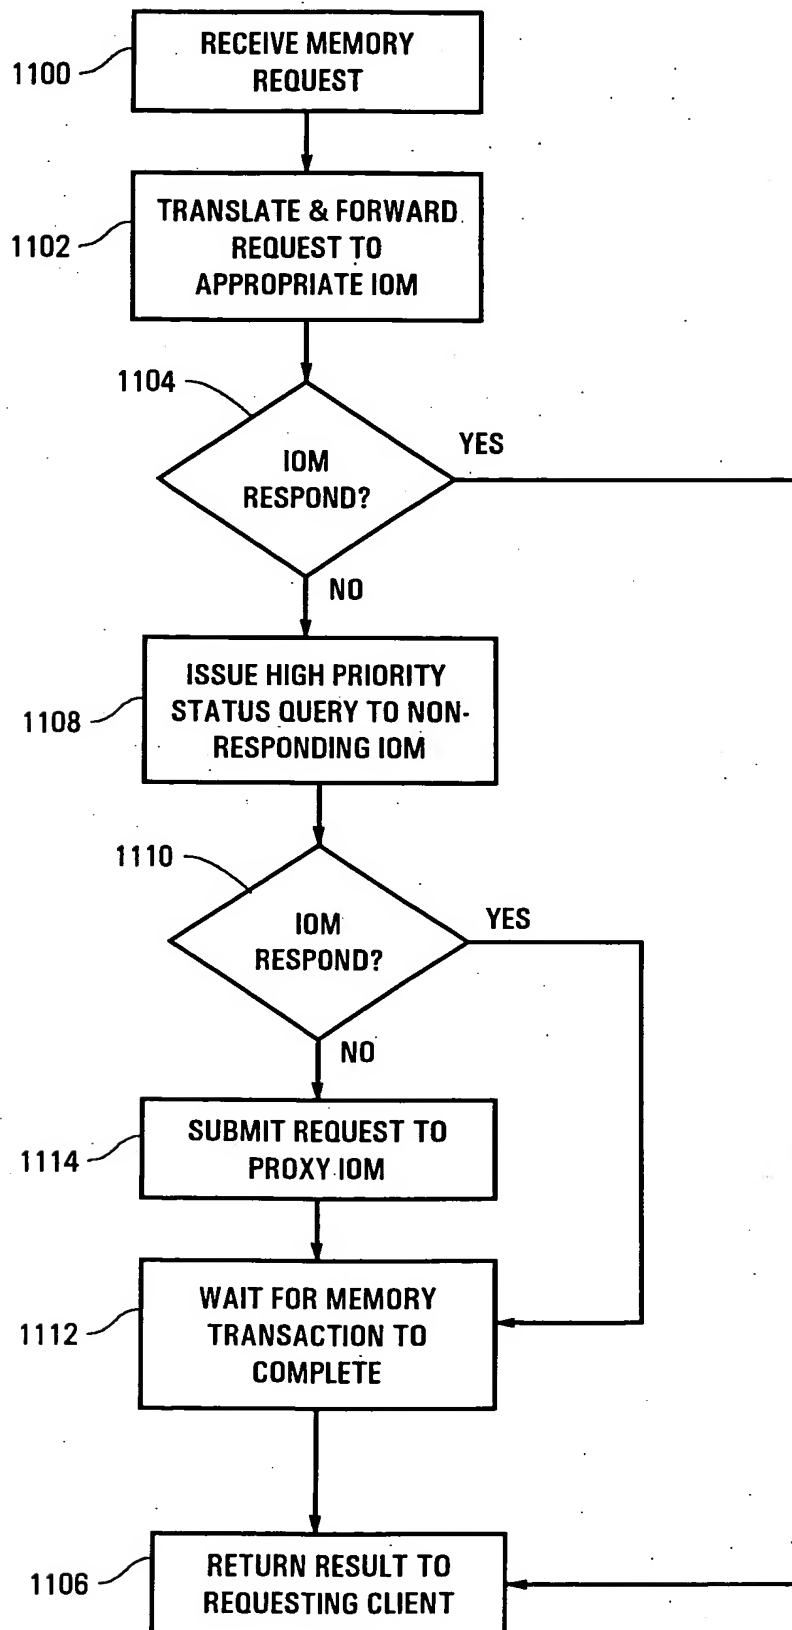 RECEIVE MEMORY
REQUEST
1100
TRANSLATE & FORWARD
REQUEST TO
APPROPRIATE IOM
1102
1104
IOM
RESPOND?
YES
NO
ISSUE HIGH PRIORITY
STATUS QUERY TO NON-
RESPONDING IOM
1108
1110
IOM
RESPOND?
YES
NO
SUBMIT REQUEST TO
PROXY IOM
1114
WAIT FOR MEMORY
TRANSACTION TO
COMPLETE
1112
RETURN RESULT TO
REQUESTING CLIENT
1106